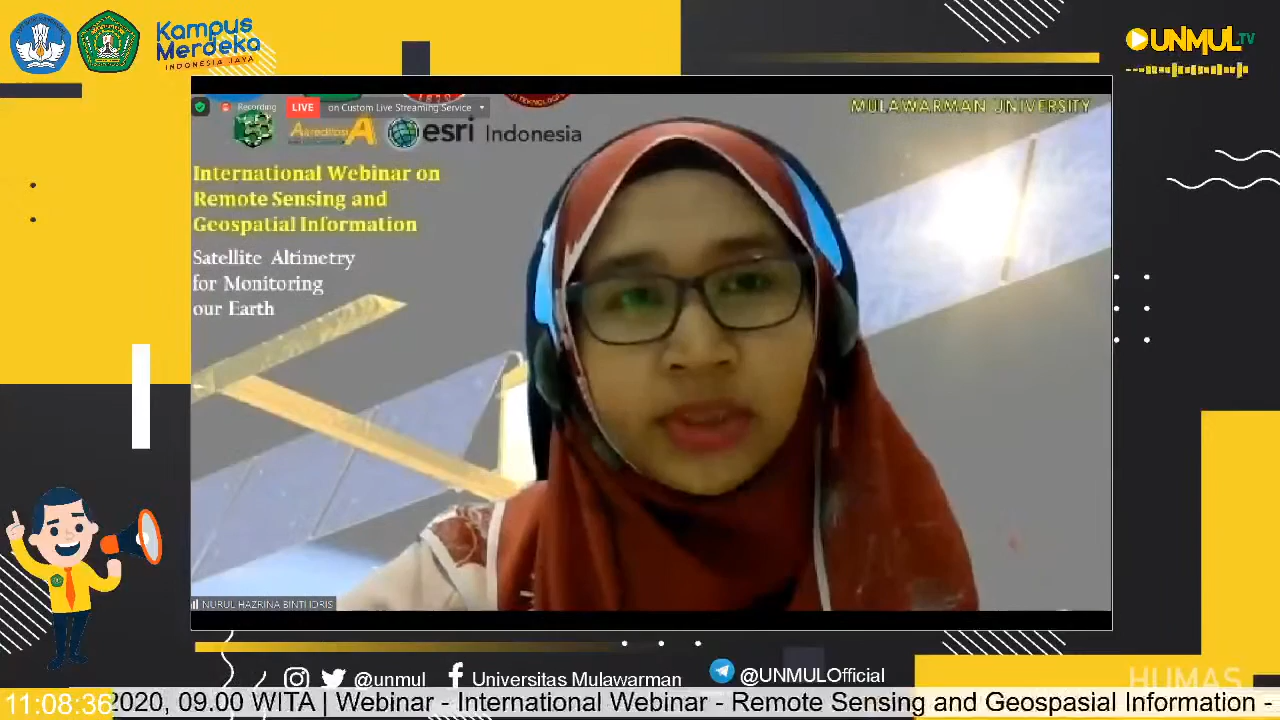 Kampus
Merdeka
INDONESIA JAYA
UNMUL.TV
Recording
LIVE
on Custom Live Streaming Service
MULAWARMAN UNIVERSITY
Akreditasi A
esri Indonesia
International Webinar on
Remote Sensing and
Geospatial Information
Satellite Altimetry
for Monitoring
our Earth
NURUL HAZRINA BINTI IDRIS
@unmul
Universitas Mulawarman
@UNMULOfficial
HUMAS
11:08:36
2020, 09.00 WITA | Webinar - International Webinar - Remote Sensing and Geospasial Information -